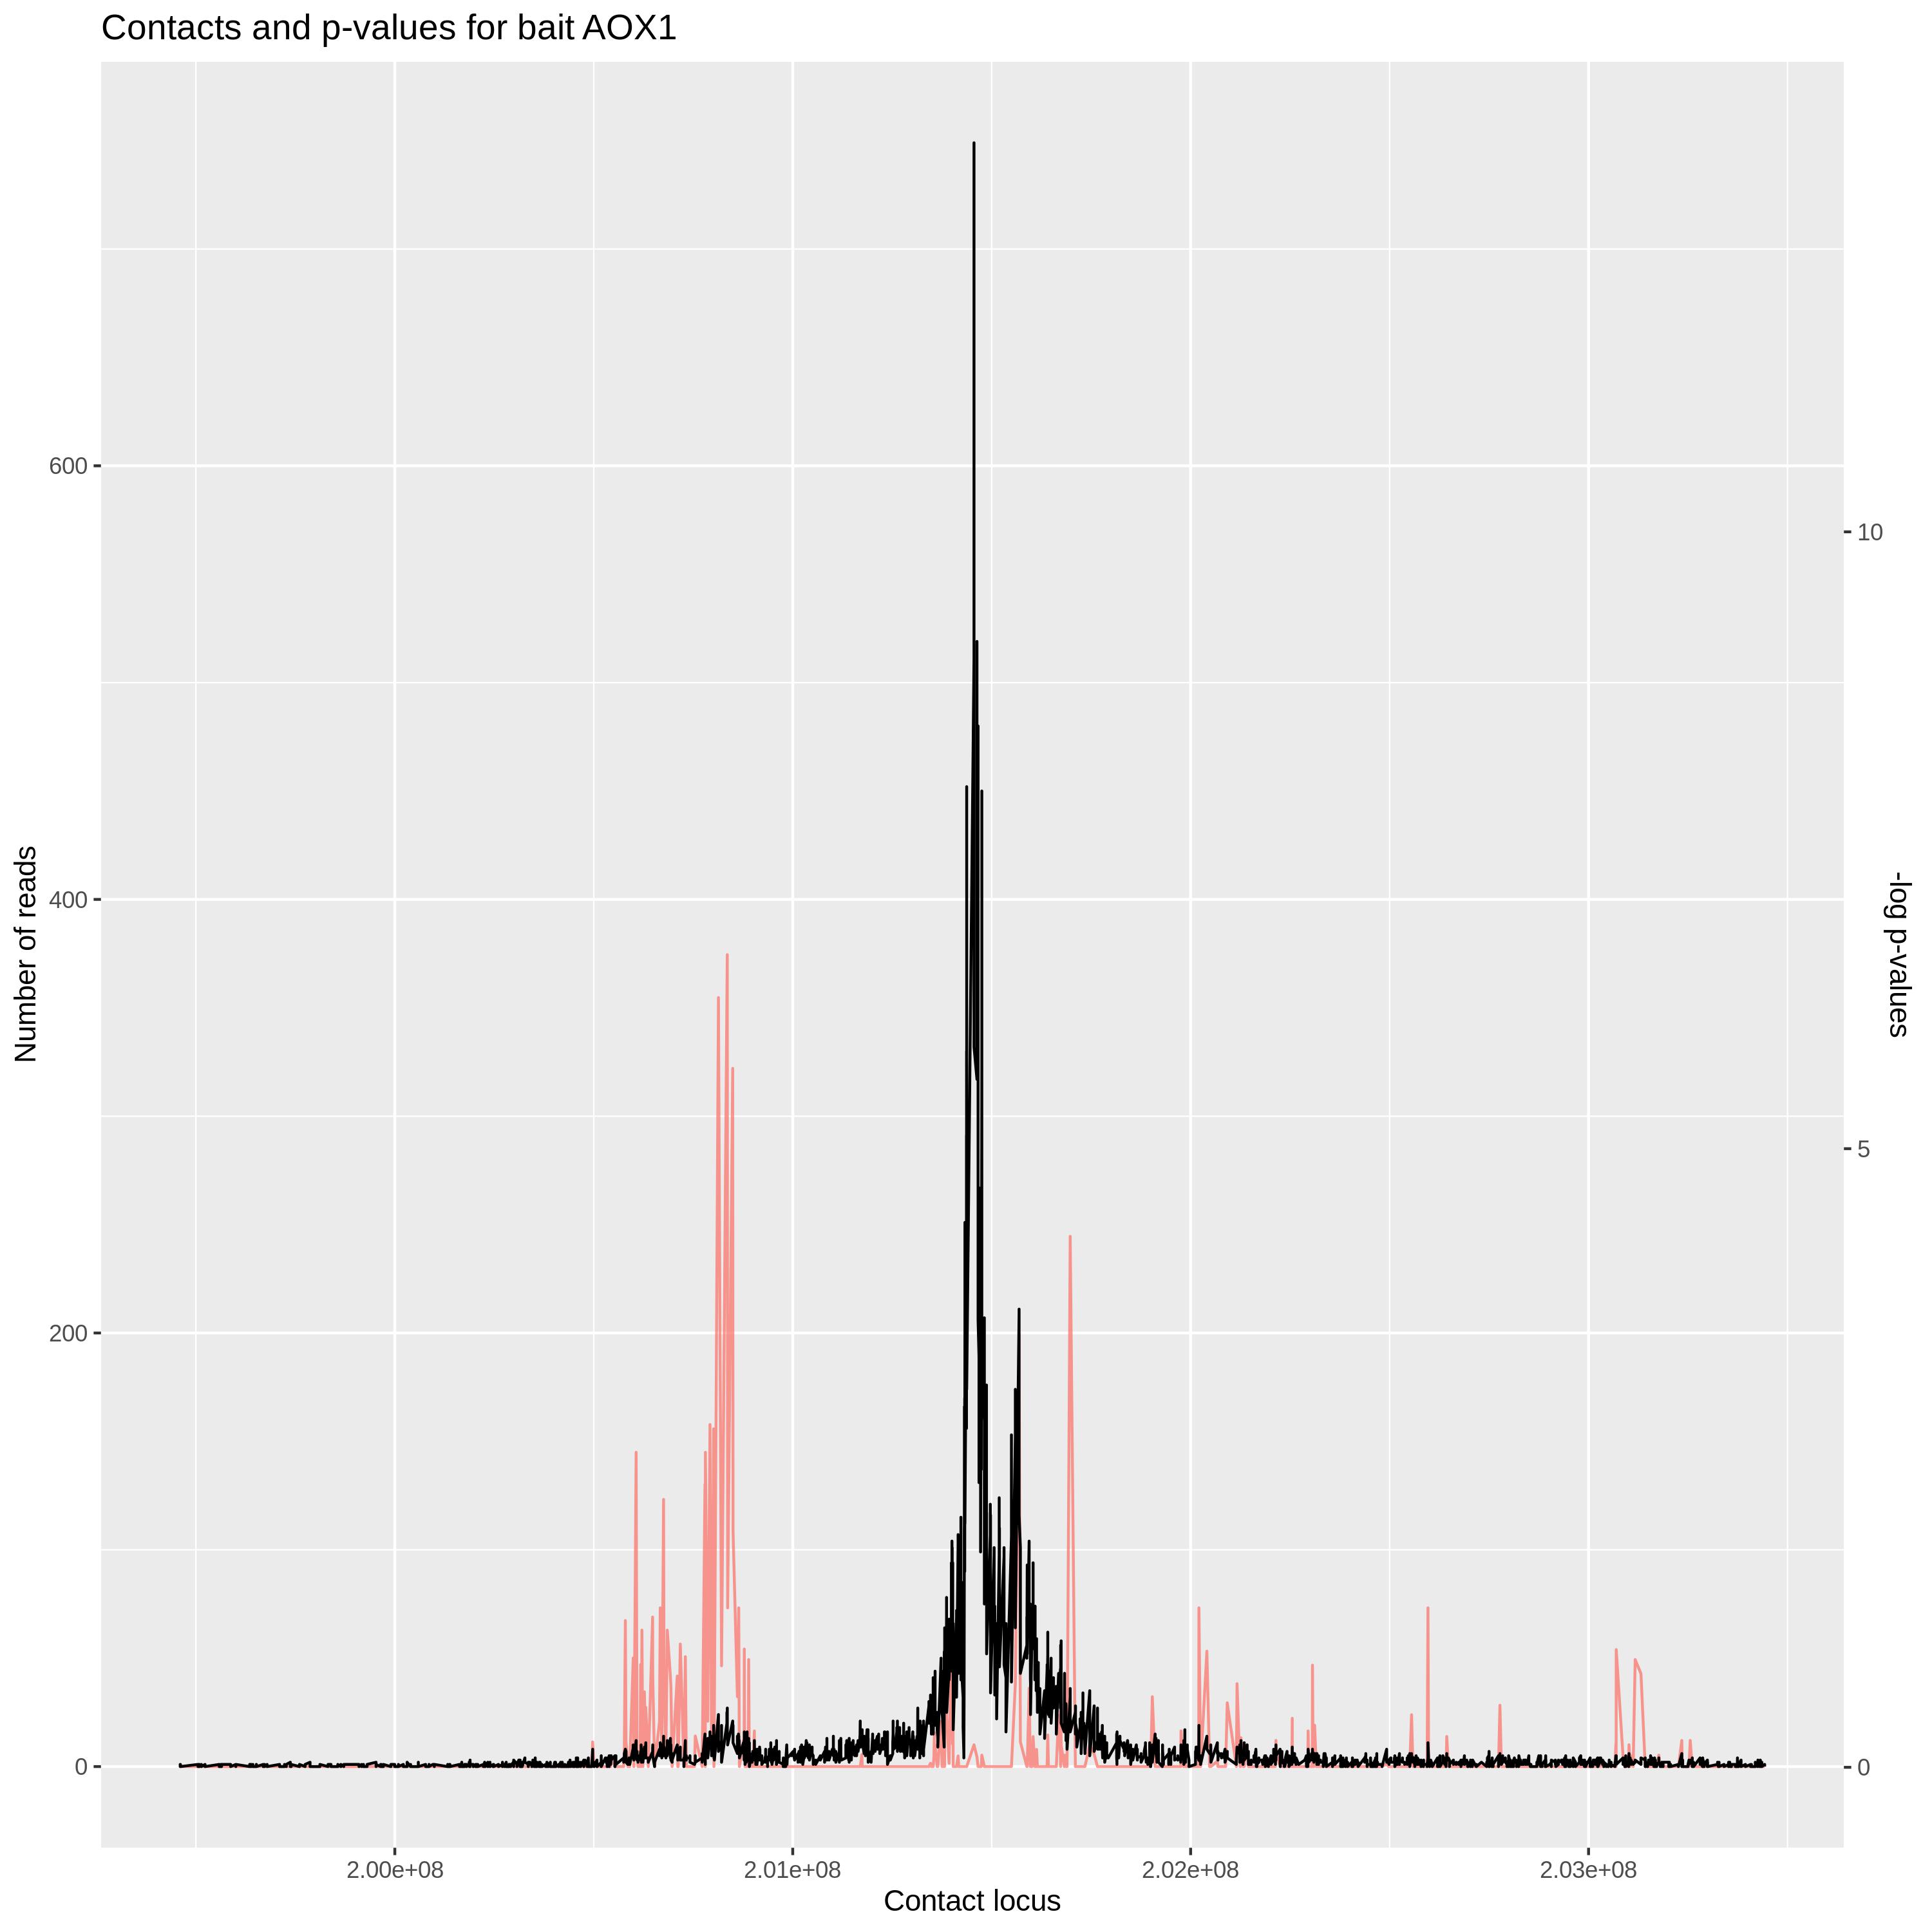 Contacts and p-values for bait AOX1
600
400
200
0
Number of reads
10
5
0
-log p-values
2.00e+08
2.01e+08
2.02e+08
2.03e+08
Contact locus